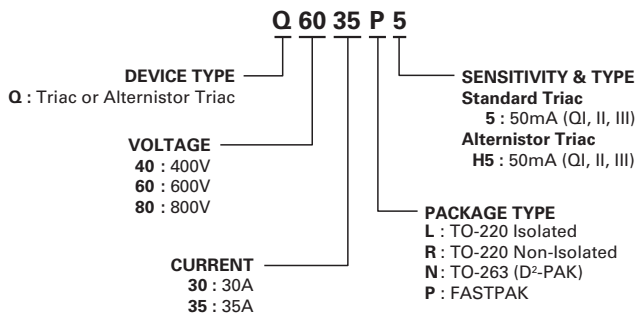 Q 60 35 P 5
DEVICE TYPE
Q : Triac or Alternistor Triac
VOLTAGE
40 : 400V
60 : 600V
80 : 800V
CURRENT
30 : 30A
35 : 35A
SENSITIVITY & TYPE
Standard Triac
5 : 50mA (QI, II, III)
Alternistor Triac
H5 : 50mA (QI, II, III)
PACKAGE TYPE
L : TO-220 Isolated
R : TO-220 Non-Isolated
N : TO-263 (D²-PAK)
P : FASTPAK